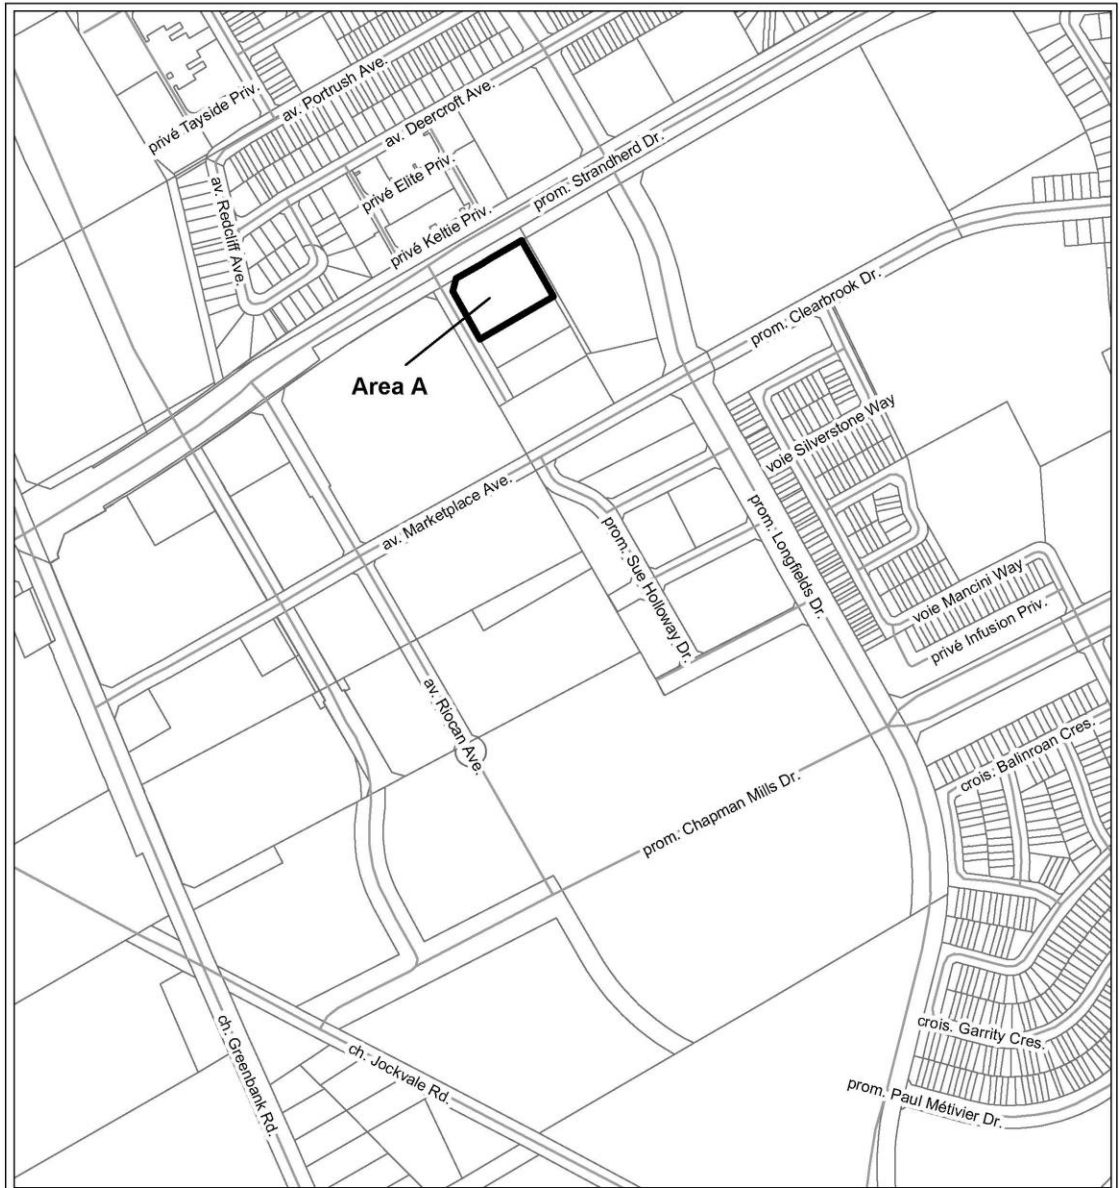 privé Tayside Priv.
av. Portrush Ave.
av. Deercroft Ave.
av. Redcliff Ave.
privé Elite Priv.
privé Keltie Priv.
prom. Strandherd Dr.
Area A
prom. Clearbrook Dr.
voie Silverstone Way
av. Marketplace Ave.
prom. Sue Holloway Dr.
prom. Longfields Dr.
voie Mancini Way
privé Infusion Priv.
av. Riocan Ave.
crois. Balinroan Cres.
prom. Chapman Mills Dr.
ch. Greenbank Rd.
ch. Jockvale Rd.
crois. Garrity Cres.
prom. Paul Métivier Dr.